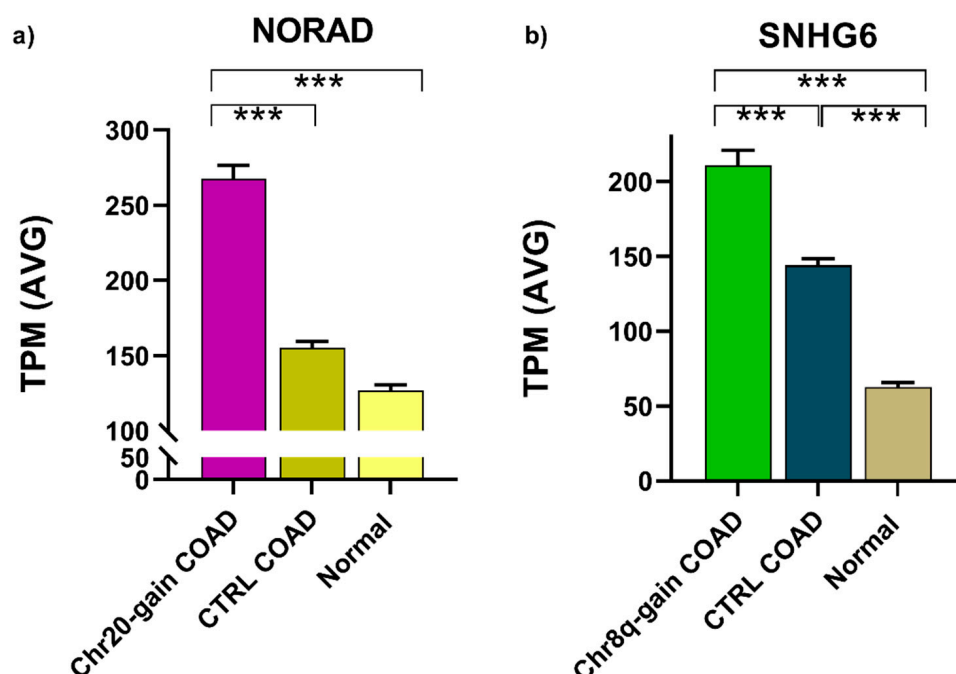 a)
NORAD
***
***
TPM (AVG)
300
250
200
150
100
50
0
Chr20-gain COAD
CTRL COAD
Normal
b)
SNHG6
***
***
***
TPM (AVG)
200
150
100
50
0
Chr8q-gain COAD
CTRL COAD
Normal